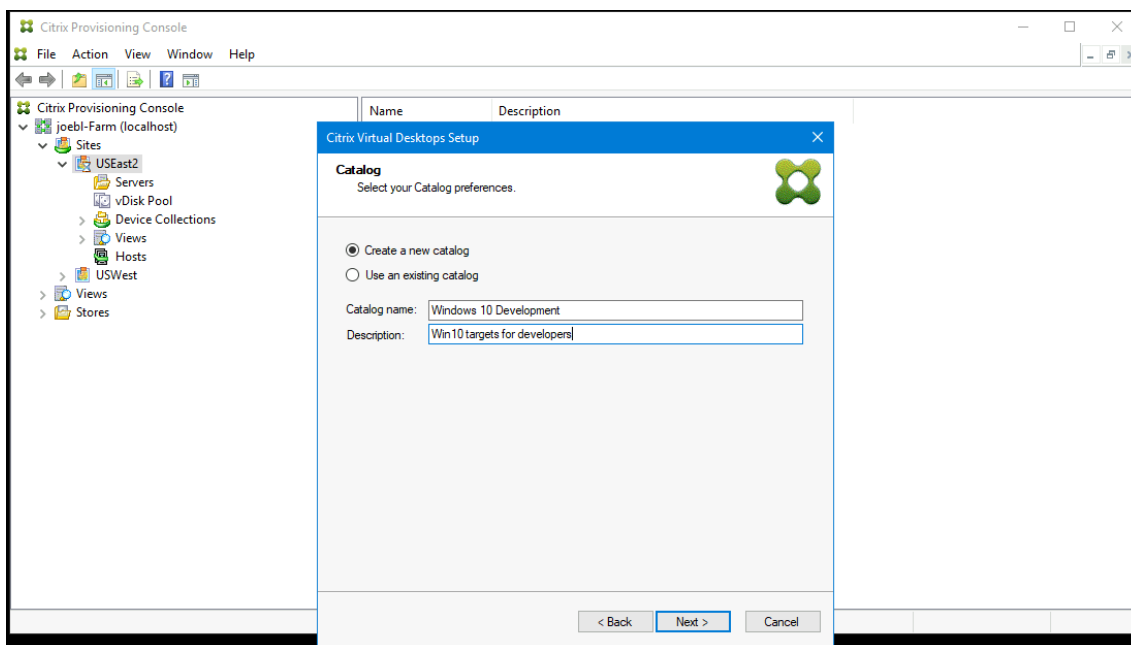 Citrix Provisioning Console
File Action View Window Help
Citrix Provisioning Console
joebl-Farm (localhost)
Sites
USEast2
Servers
vDisk Pool
Device Collections
Views
Hosts
USWest
Views
Stores
Name Description
Citrix Virtual Desktops Setup
Catalog
Select your Catalog preferences.
Create a new catalog
Use an existing catalog
Catalog name: Windows 10 Development
Description: Win10 targets for developers
< Back Next > Cancel